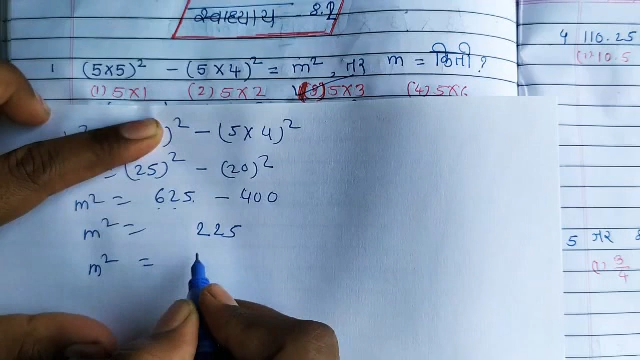 स्वाध्याय 8.2
1 (5×5)² - (5×4)² = m², तर m = किती?
(1) 5×1 (2) 5×2 (3) 5×3 (4) 5×
)² - (5×4)²
= (25)² - (20)²
m² = 625 - 400
m² = 225
m² =
4 110.25
(1) 10.5
5 जर
(1) 3/4